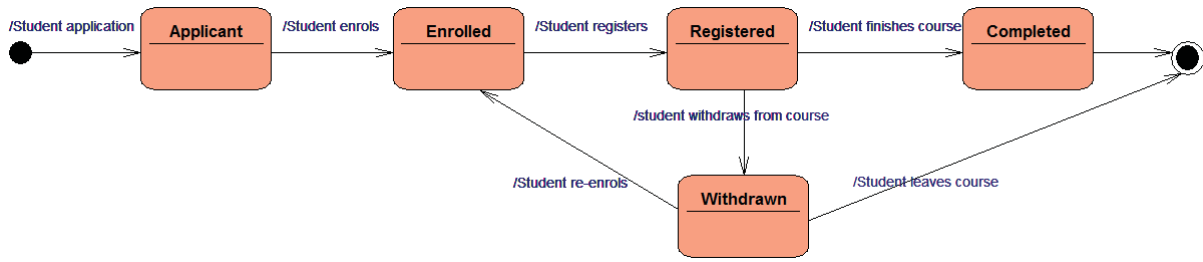 /Student application
Applicant
/Student enrols
Enrolled
/Student registers
Registered
/Student finishes course
Completed
/student withdraws from course
/Student re-enrols
Withdrawn
/Student leaves course